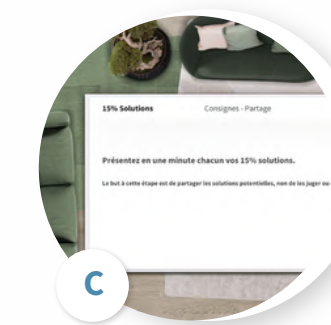 15% Solutions Consignes - Partage
Présentez en une minute chacun vos 15% solutions.
Le but à cette étape est de partager les solutions potentielles, non de les juger ou
C